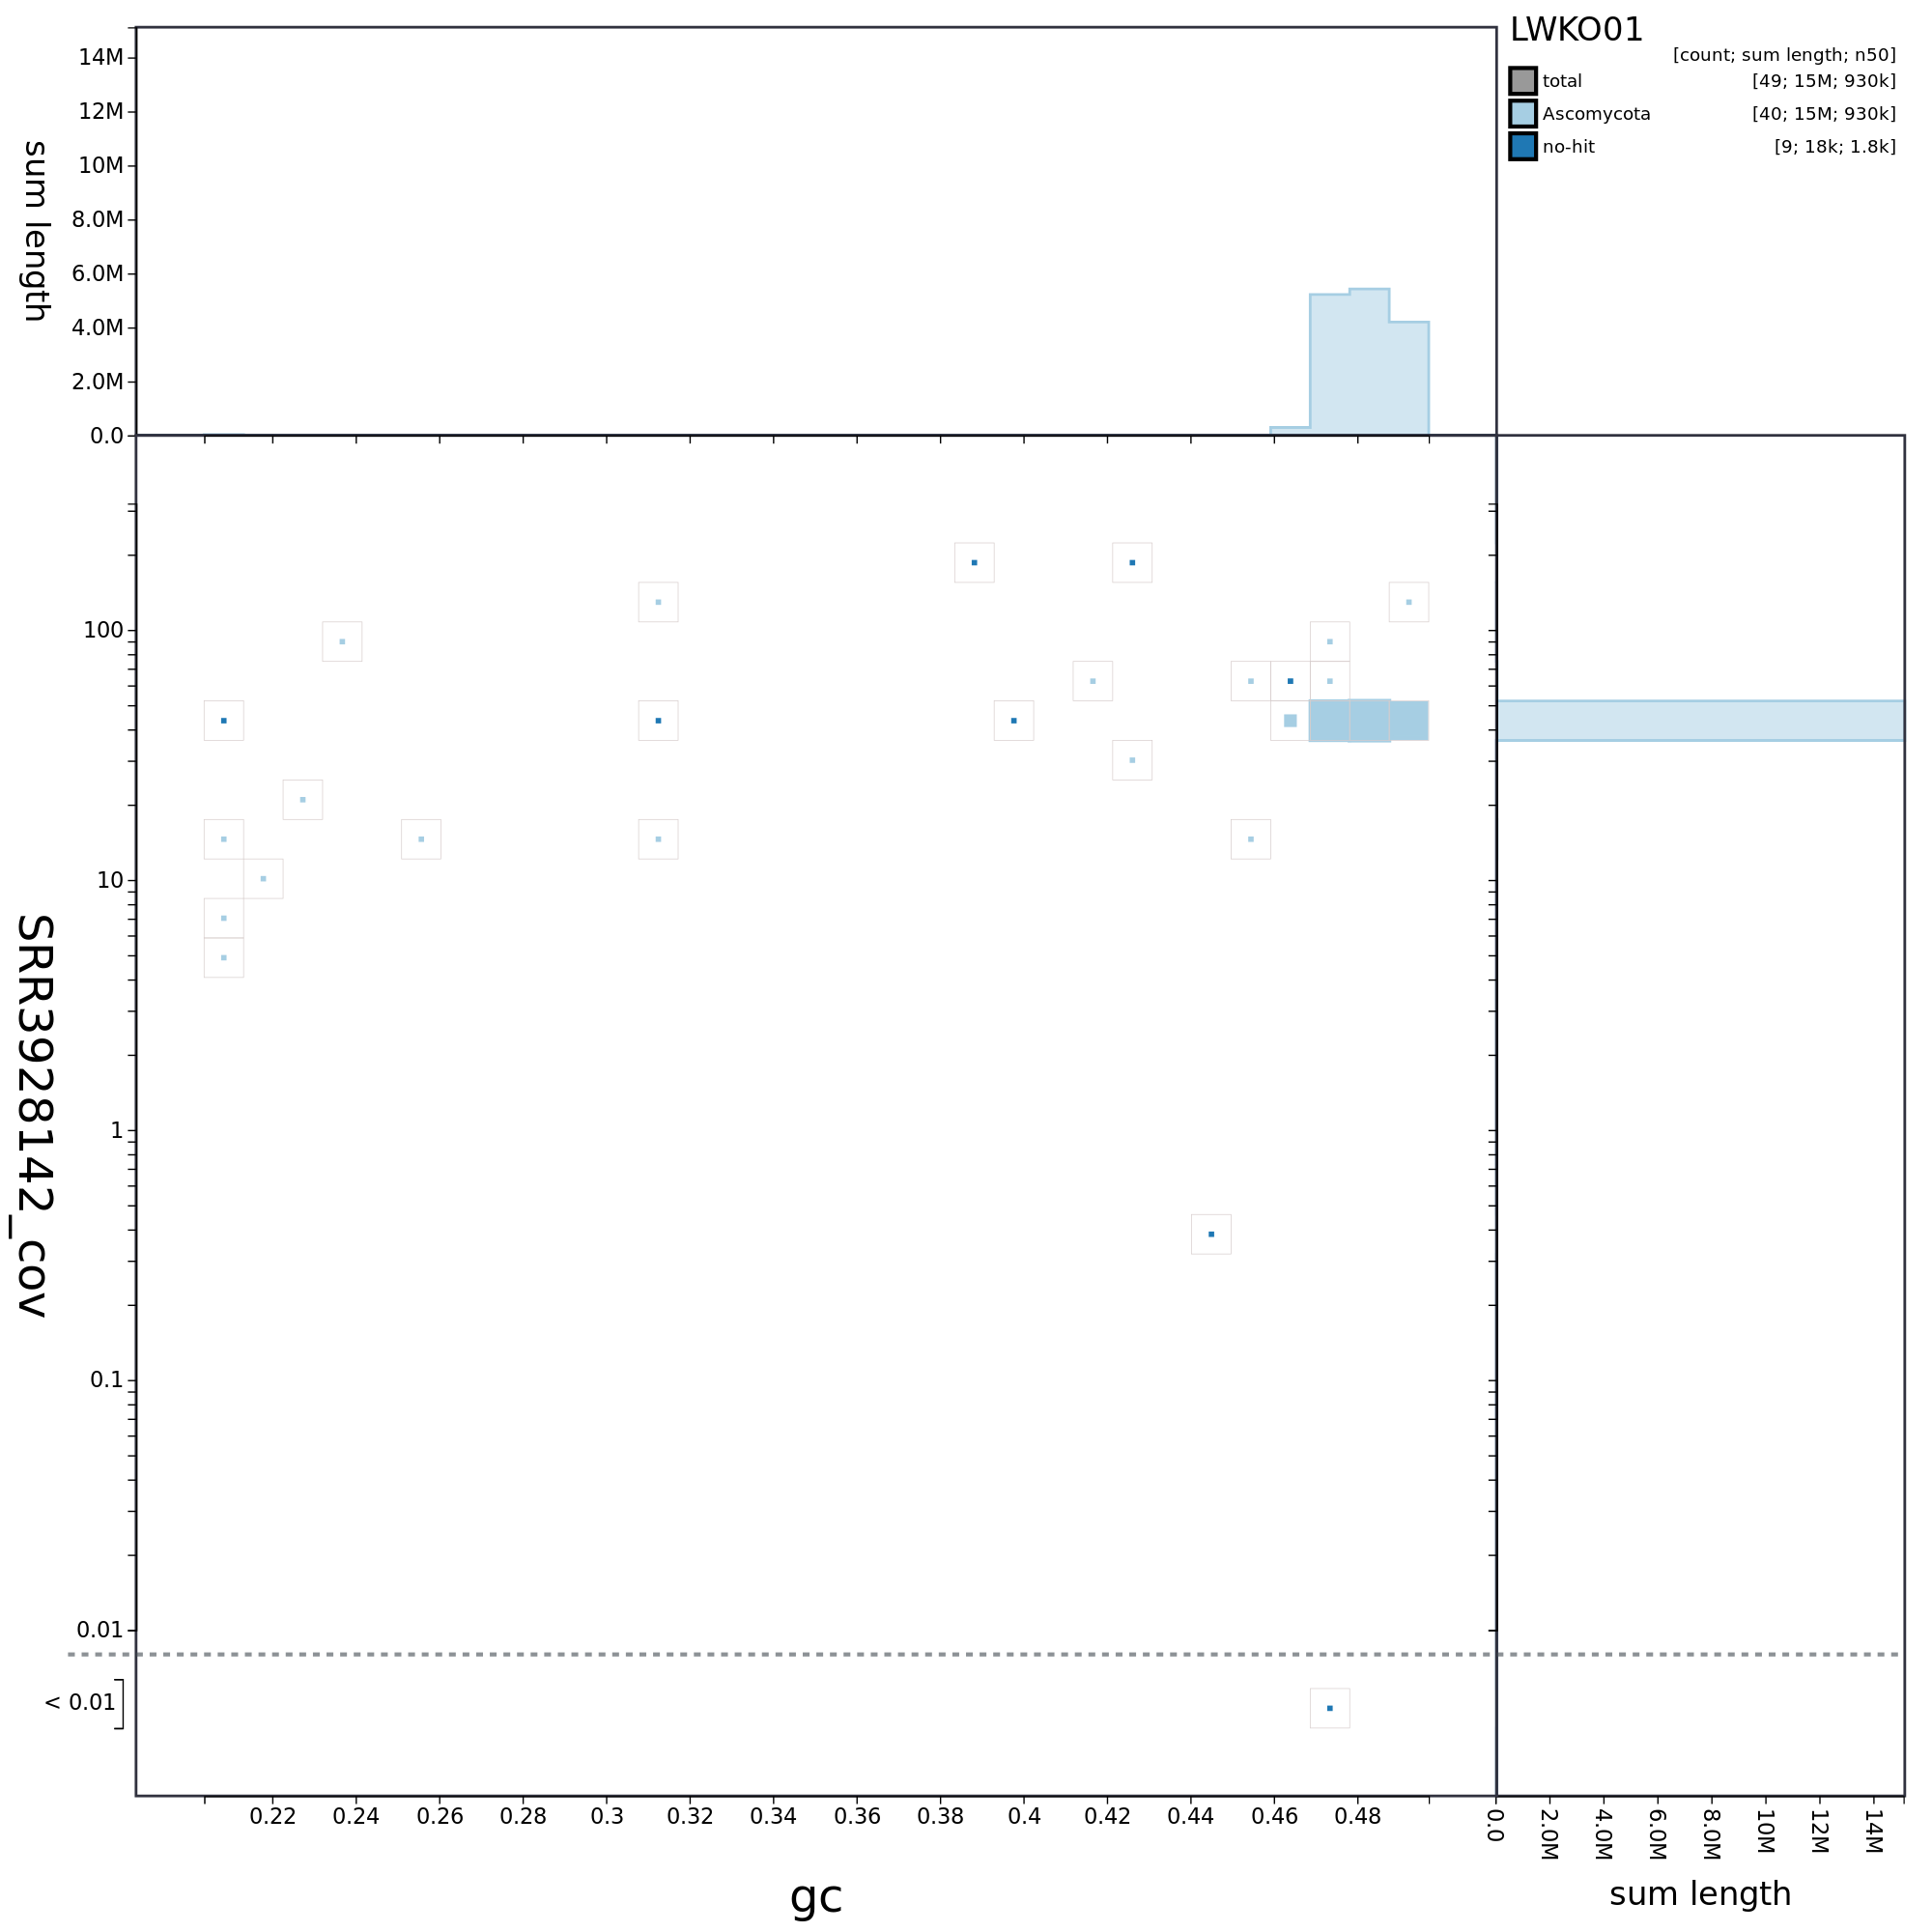 LWKO01
[count; sum length; n50]
total [49; 15M; 930k]
Ascomycota [40; 15M; 930k]
no-hit [9; 18k; 1.8k]
sum length
14M
12M
10M
8.0M
6.0M
4.0M
2.0M
0.0
SRR3928142_cov
100
10
1
0.1
0.01
< 0.01
0.22 0.24 0.26 0.28 0.3 0.32 0.34 0.36 0.38 0.4 0.42 0.44 0.46 0.48
gc
0.0 2.0M 4.0M 6.0M 8.0M 10M 12M 14M
sum length